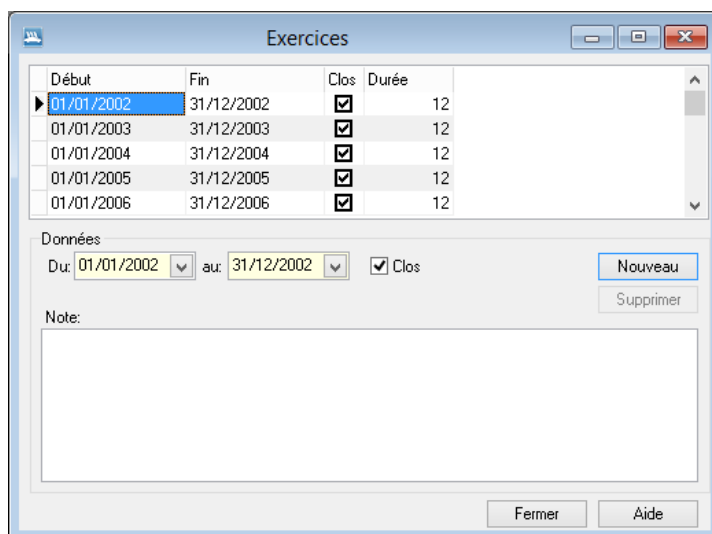 Exercices
Début Fin Clos Durée
01/01/2002 31/12/2002 12
01/01/2003 31/12/2003 12
01/01/2004 31/12/2004 12
01/01/2005 31/12/2005 12
01/01/2006 31/12/2006 12
Données
Du: 01/01/2002 au: 31/12/2002 Clos Nouveau
Supprimer
Note:
Fermer Aide